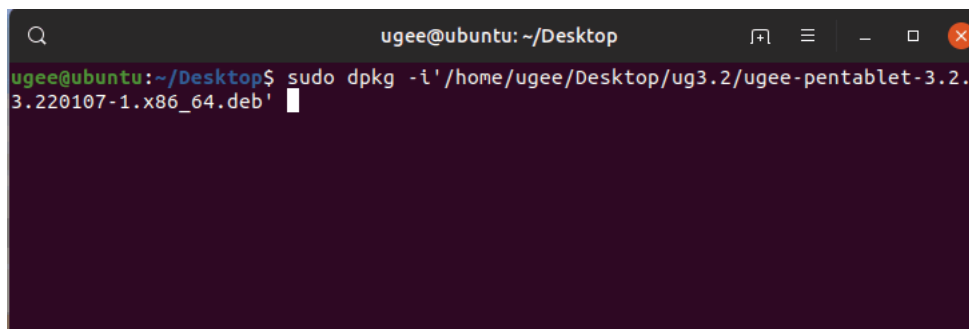 ugee@ubuntu: ~/Desktop
ugee@ubuntu:~/Desktop$ sudo dpkg -i'/home/ugee/Desktop/ug3.2/ugee-pentablet-3.2.
3.220107-1.x86_64.deb'